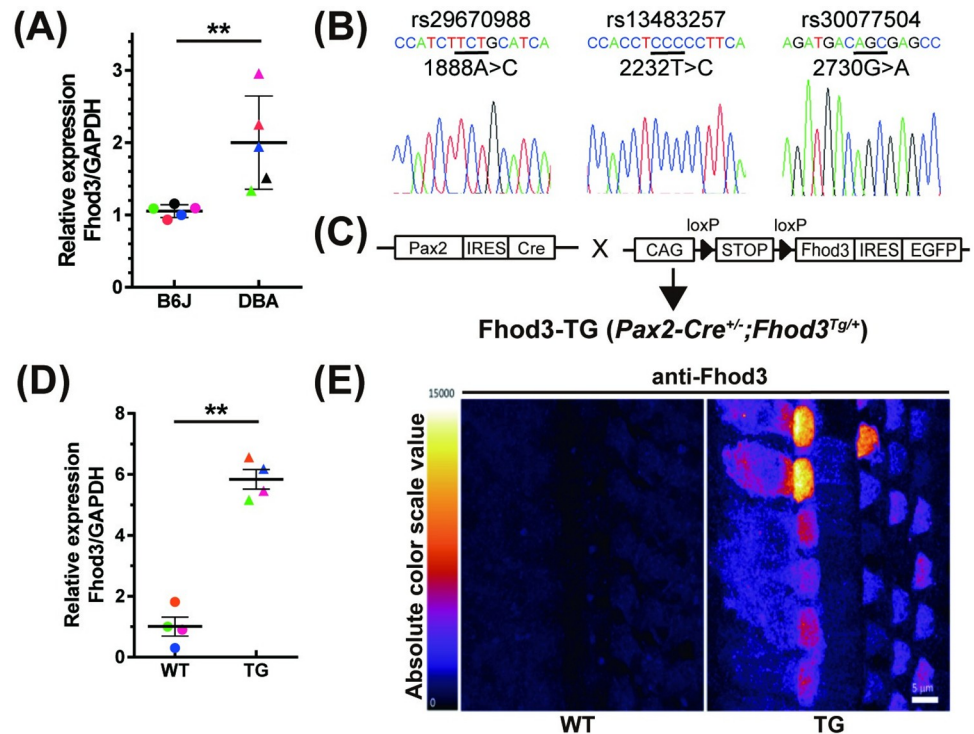 (A)
**
Relative expression
Fhod3/GAPDH
3
2
1
0
B6J DBA
(B)
rs29670988 rs13483257 rs30077504
CCATCTTCTGCATCA CCACCTCCCCCTTCA AGATGACAGCGAGCC
1888A>C 2232T>C 2730G>A
(C)
loxP loxP
Pax2 IRES Cre X CAG STOP Fhod3 IRES EGFP
Fhod3-TG (Pax2-Cre+/-;Fhod3Tg/+)
(D)
**
Relative expression
Fhod3/GAPDH
8
6
4
2
0
WT TG
(E)
anti-Fhod3
15000
Absolute color scale value
0
5 μm
WT TG